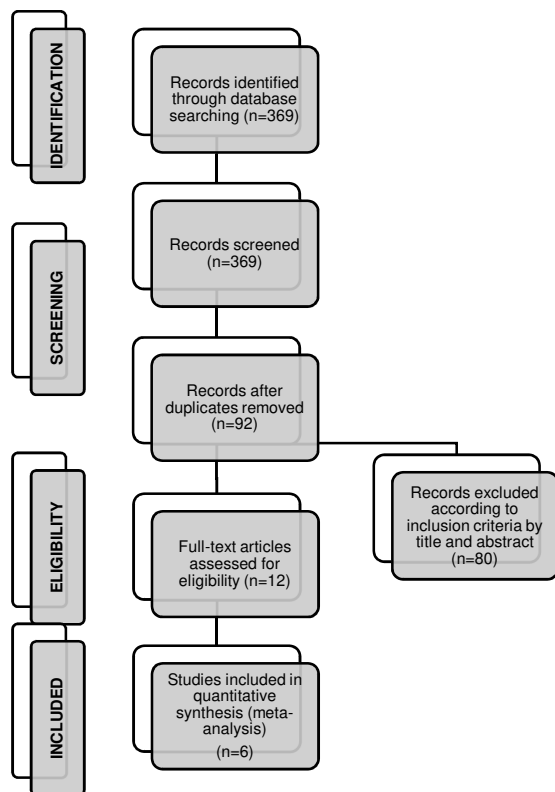 IDENTIFICATION
Records identified
through database
searching (n=369)
SCREENING
Records screened
(n=369)
Records after
duplicates removed
(n=92)
Records excluded
according to
inclusion criteria by
title and abstract
(n=80)
ELIGIBILITY
Full-text articles
assessed for
eligibility (n=12)
INCLUDED
Studies included in
quantitative
synthesis (meta-
analysis)
(n=6)